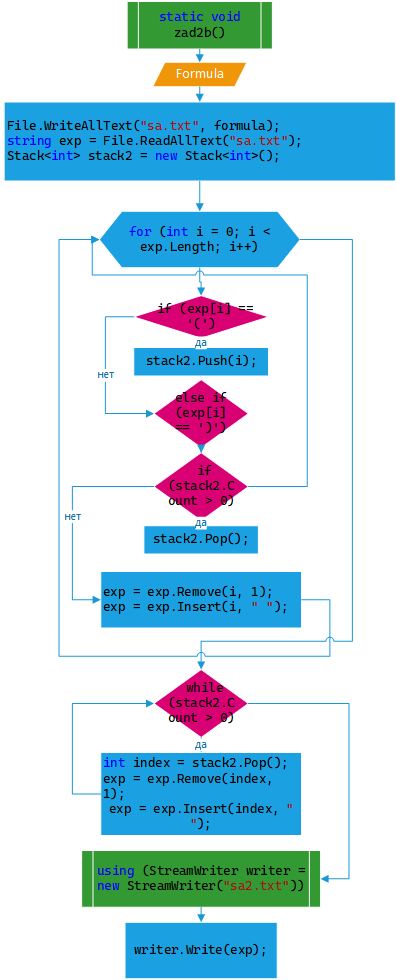 static void
zad2b()
Formula
File.WriteAllText("sa.txt", formula);
string exp = File.ReadAllText("sa.txt");
Stack<int> stack2 = new Stack<int>();
for (int i = 0; i <
exp.Length; i++)
if (exp[i] ==
'(')
да
stack2.Push(i);
нет
else if
(exp[i]
== ')')
if
(stack2.C
ount > 0)
нет
да
stack2.Pop();
exp = exp.Remove(i, 1);
exp = exp.Insert(i, " ");
while
(stack2.C
ount > 0)
да
int index = stack2.Pop();
exp = exp.Remove(index,
1);
exp = exp.Insert(index, "
");
using (StreamWriter writer =
new StreamWriter("sa2.txt"))
writer.Write(exp);